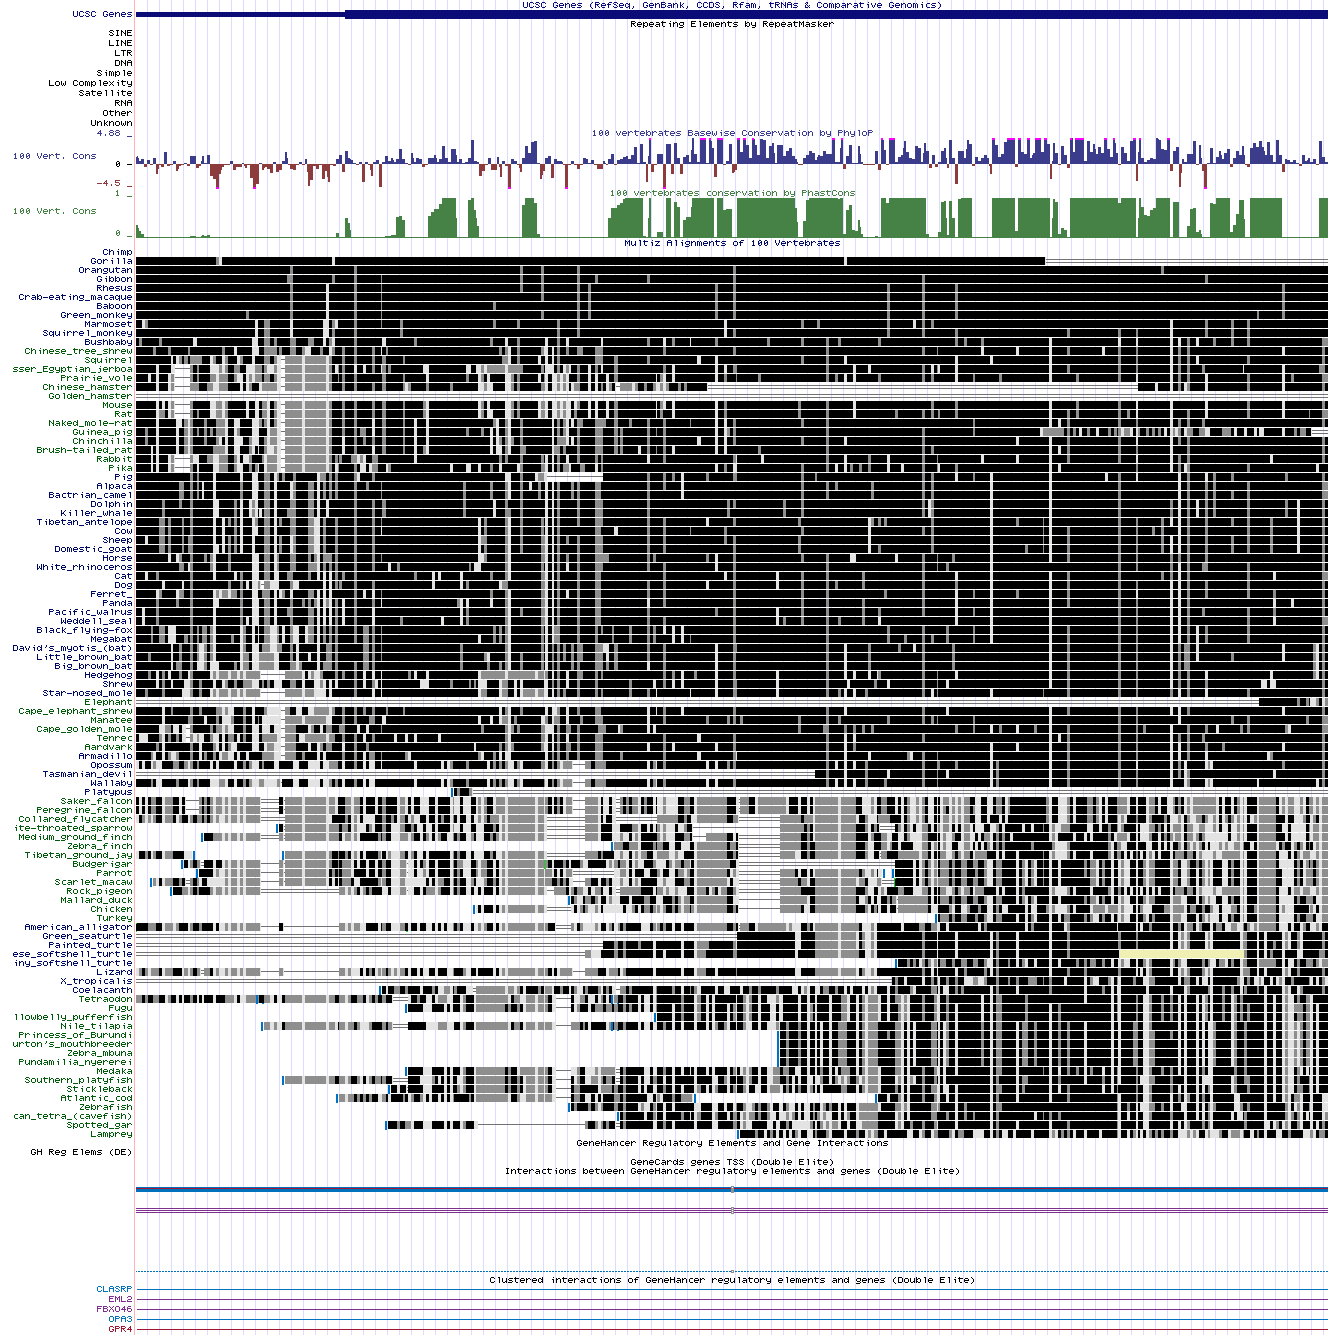 UCSC Genes (RefSeq, GenBank, CCDS, Rfam, tRNAs & Comparative Genomics)
UCSC Genes
Repeating Elements by RepeatMasker
SINE
LINE
LTR
DNA
Simple
Low Complexity
Satellite
RNA
Other
Unknown
4.88 _
100 vertebrates Basewise Conservation by PhyloP
100 Vert. Cons
0 -
-4.5 _
1 _
100 vertebrates conservation by PhastCons
100 Vert. Cons
0 _
Multiz Alignments of 100 Vertebrates
Chimp
Gorilla
Orangutan
Gibbon
Rhesus
Crab-eating_macaque
Baboon
Green_monkey
Marmoset
Squirrel_monkey
Bushbaby
Chinese_tree_shrew
Squirrel
sser_Egyptian_jerboa
Prairie_vole
Chinese_hamster
Golden_hamster
Mouse
Rat
Naked_mole-rat
Guinea_pig
Chinchilla
Brush-tailed_rat
Rabbit
Pika
Pig
Alpaca
Bactrian_camel
Dolphin
Killer_whale
Tibetan_antelope
Cow
Sheep
Domestic_goat
Horse
White_rhinoceros
Cat
Dog
Ferret_
Panda
Pacific_walrus
Weddell_seal
Black_flying-fox
Megabat
David's_myotis_(bat)
Little_brown_bat
Big_brown_bat
Hedgehog
Shrew
Star-nosed_mole
Elephant
Cape_elephant_shrew
Manatee
Cape_golden_mole
Tenrec
Aardvark
Armadillo
Opossum
Tasmanian_devil
Wallaby
Platypus
Saker_falcon
Peregrine_falcon
Collared_flycatcher
ite-throated_sparrow
Medium_ground_finch
Zebra_finch
Tibetan_ground_jay
Budgerigar
Parrot
Scarlet_macaw
Rock_pigeon
Mallard_duck
Chicken
Turkey
American_alligator
Green_seaturtle
Painted_turtle
ese_softshell_turtle
iny_softshell_turtle
Lizard
X_tropicalis
Coelacanth
Tetraodon
Fugu
llowbelly_pufferfish
Nile_tilapia
Princess_of_Burundi
urton's_mouthbreeder
Zebra_mbuna
Pundamilia_nyererei
Medaka
Southern_platyfish
Stickleback
Atlantic_cod
Zebrafish
can_tetra_(cavefish)
Spotted_gar
Lamprey
GeneHancer Regulatory Elements and Gene Interactions
GH Reg Elems (DE)
GeneCards genes TSS (Double Elite)
Interactions between GeneHancer regulatory elements and genes (Double Elite)
Clustered interactions of GeneHancer regulatory elements and genes (Double Elite)
CLASRP
EML2
FBXO46
OPA3
GPR4